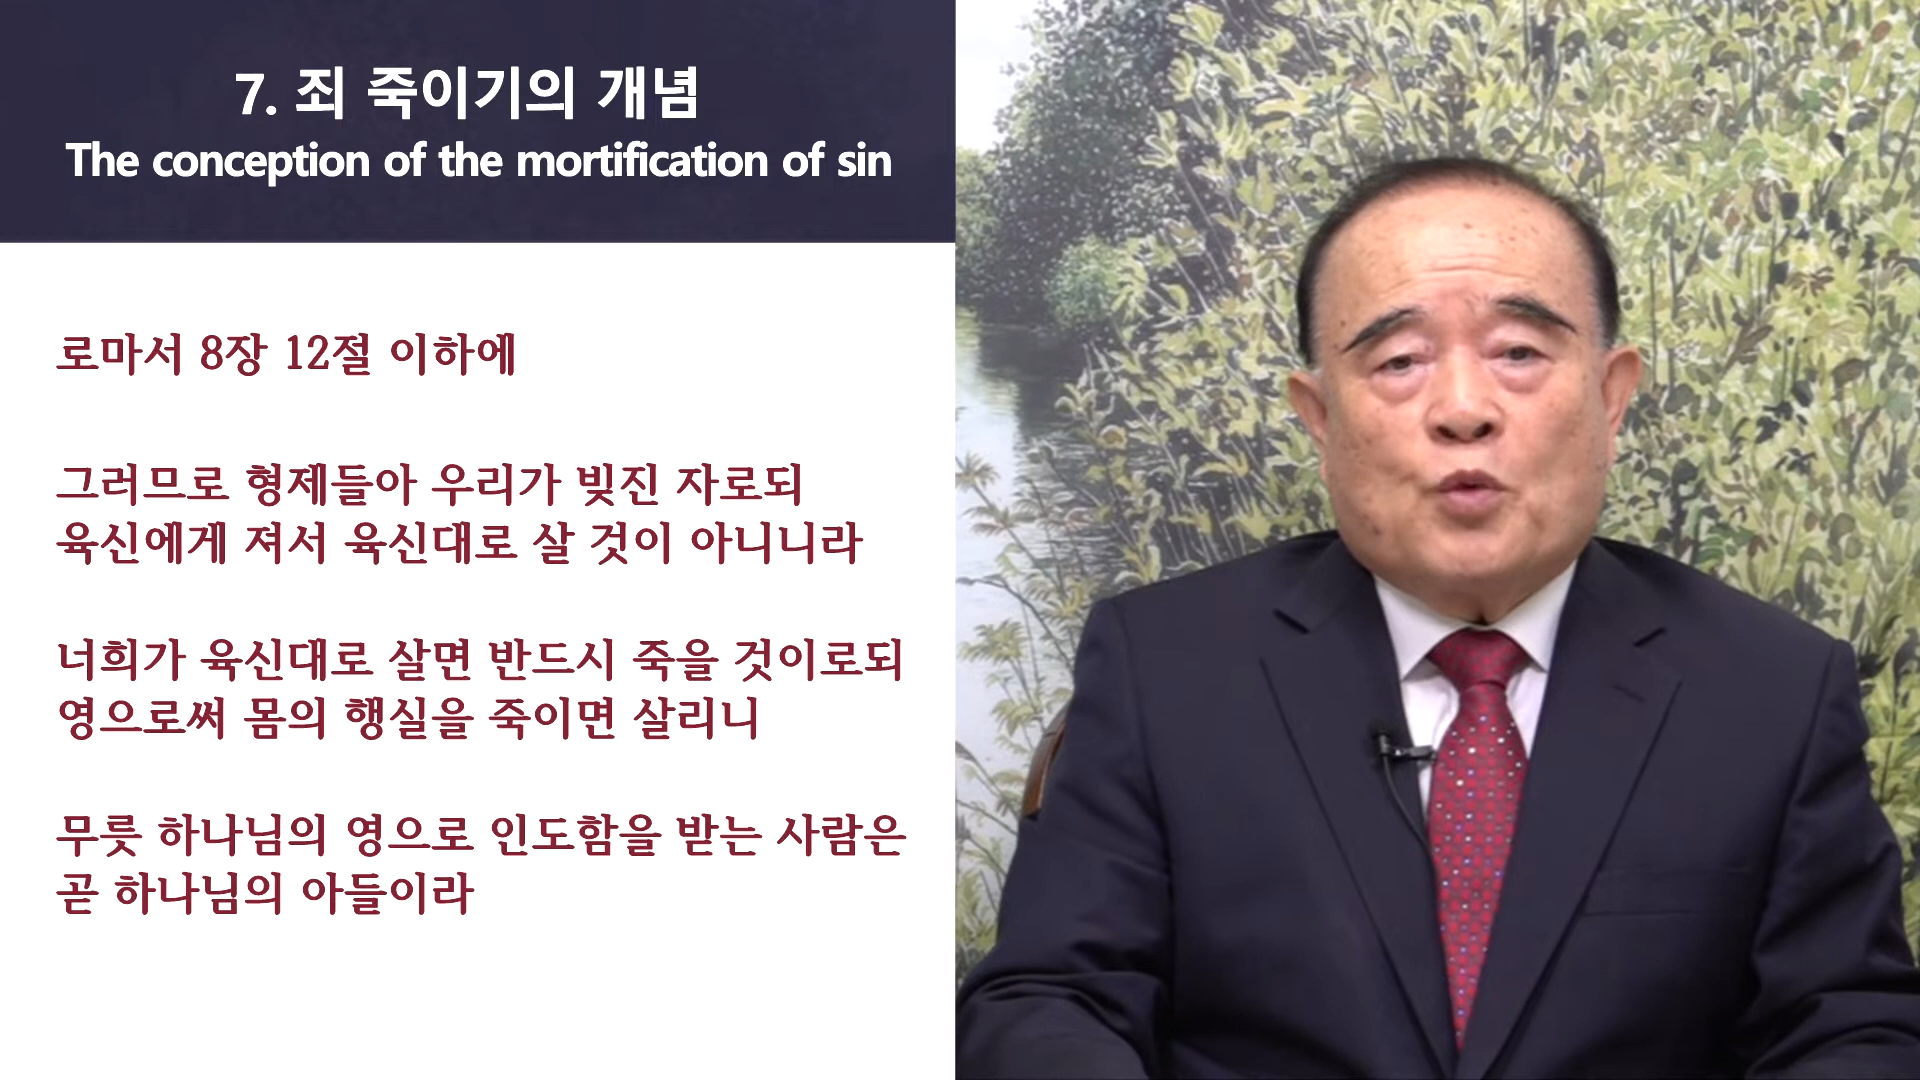 7. 죄 죽이기의 개념
The conception of the mortification of sin
로마서 8장 12절 이하에
그러므로 형제들아 우리가 빚진 자로되
육신에게 져서 육신대로 살 것이 아니니라
너희가 육신대로 살면 반드시 죽을 것이로되
영으로써 몸의 행실을 죽이면 살리니
무릇 하나님의 영으로 인도함을 받는 사람은
곧 하나님의 아들이라